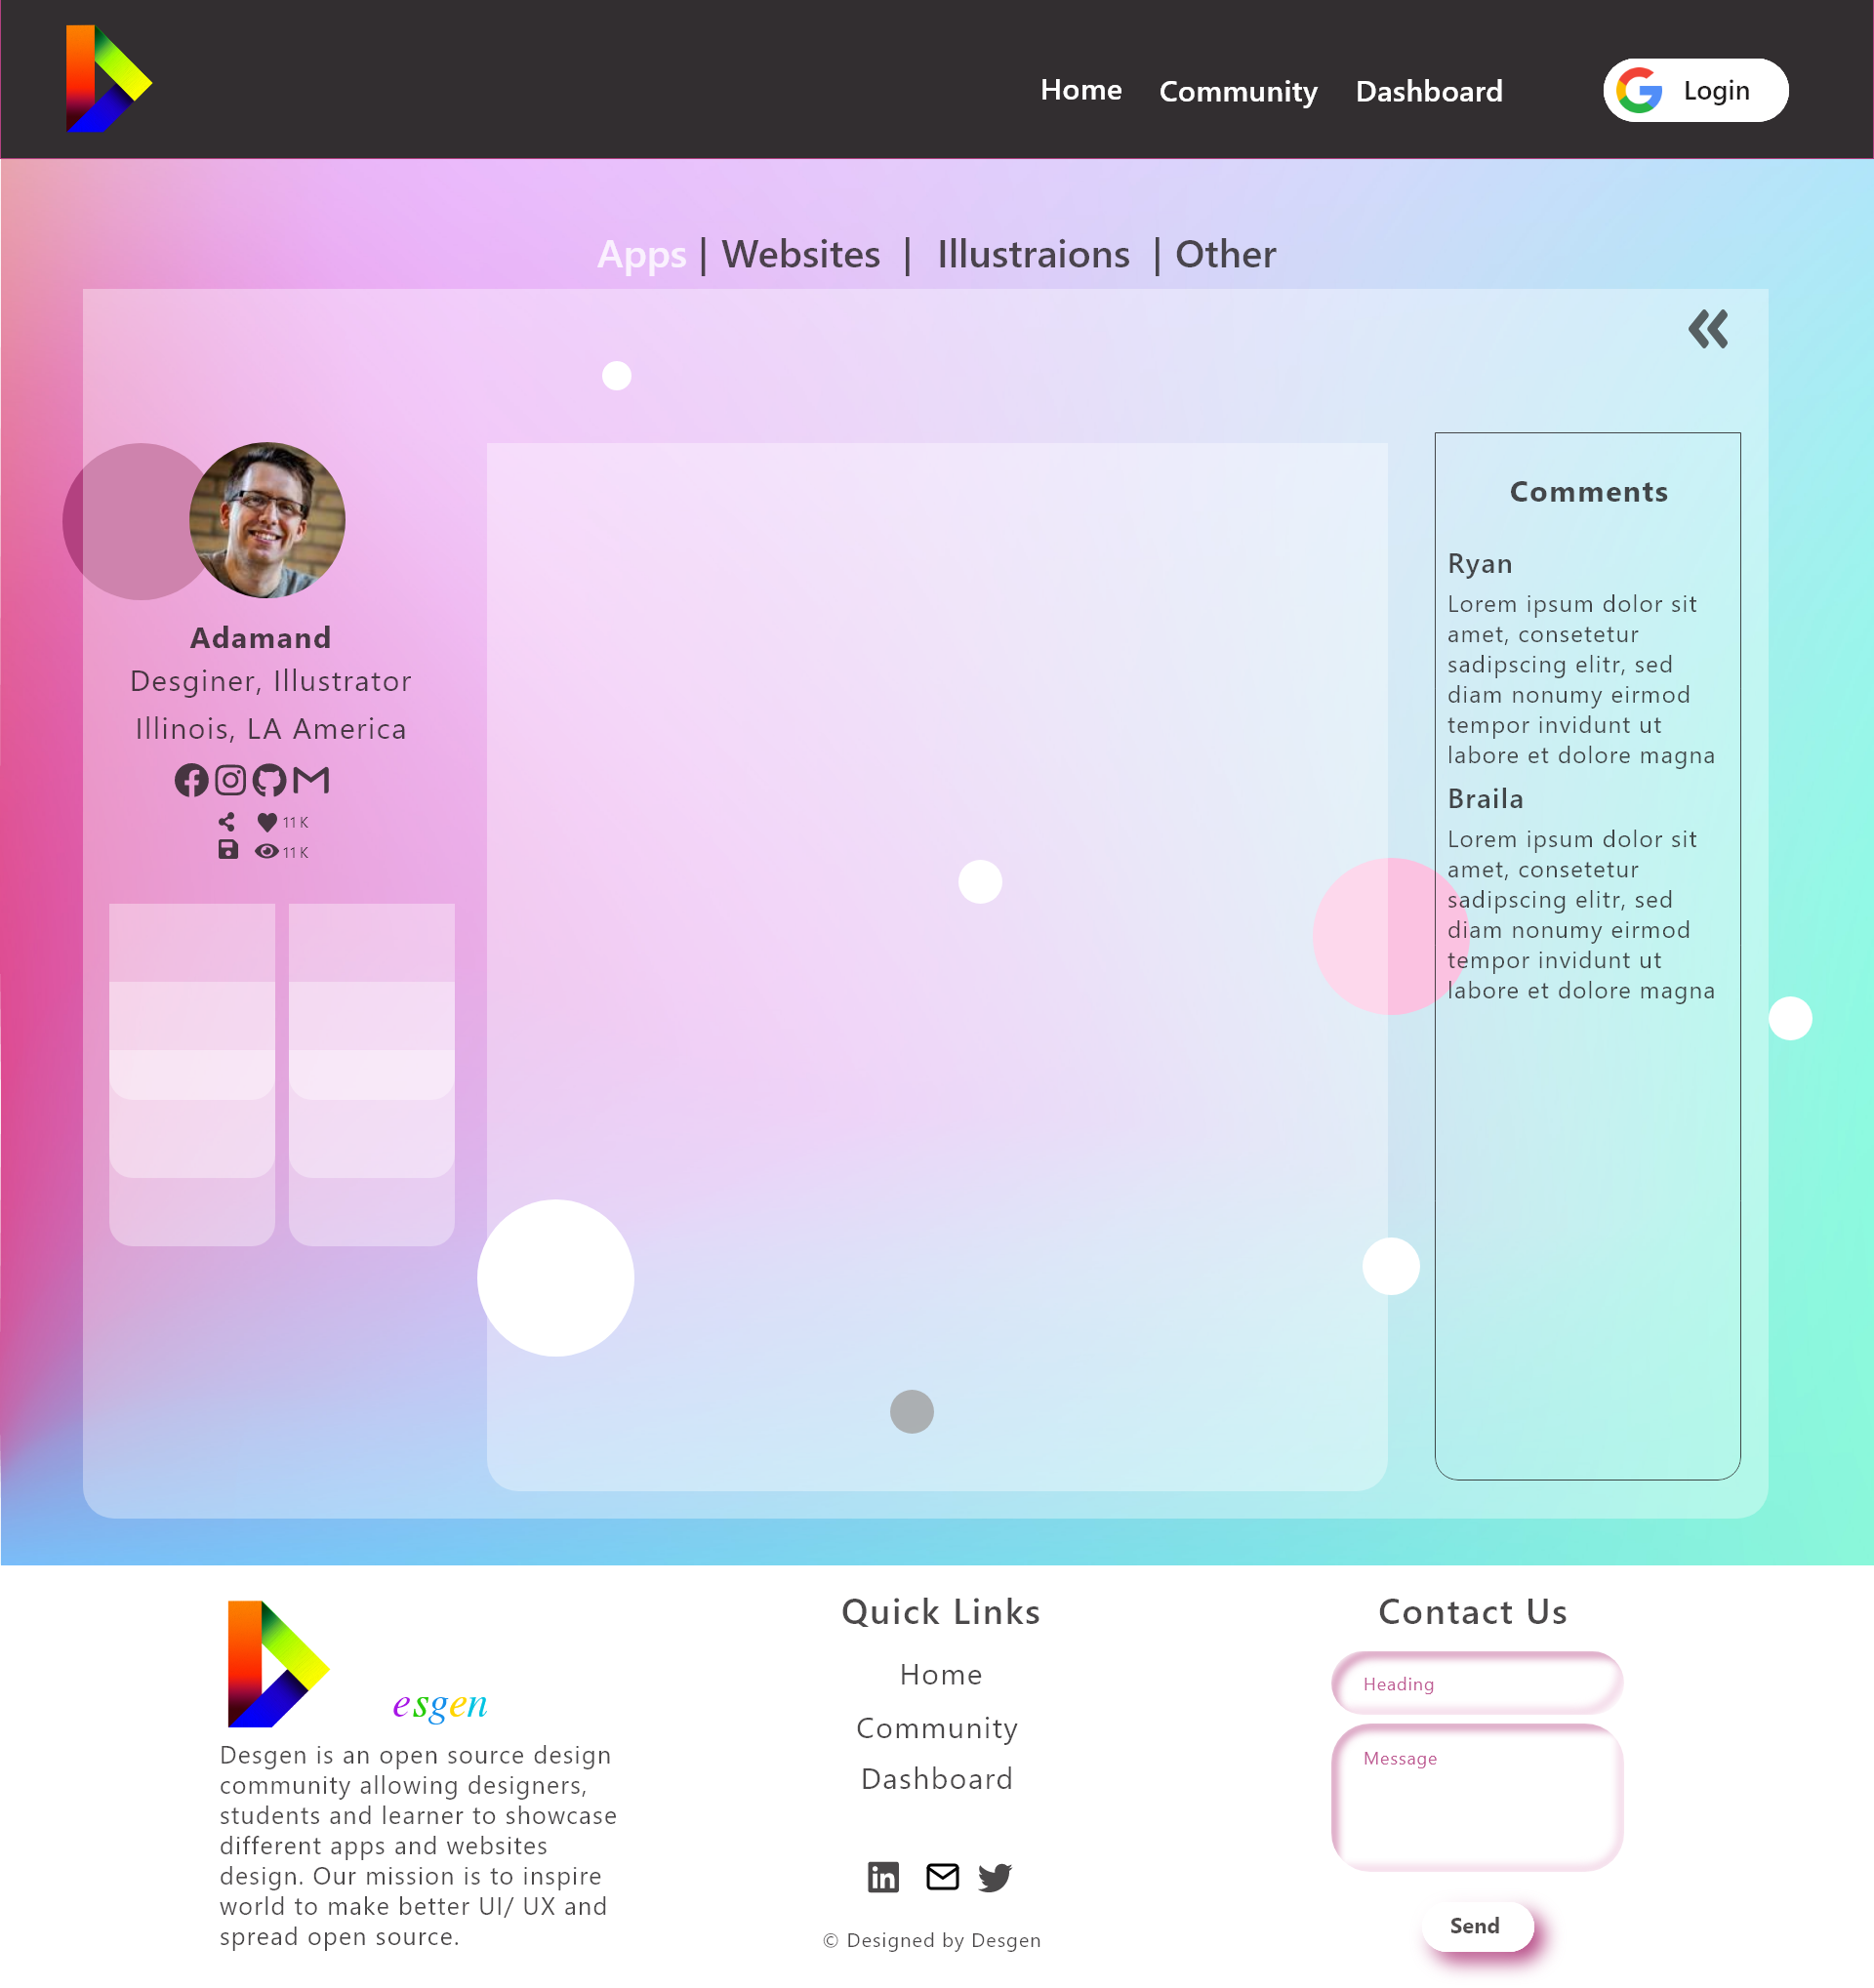 Home Community Dashboard Login
Apps | Websites | Illustraions | Other
Adamand
Desginer, Illustrator
Illinois, LA America
11 K
11 K
Comments
Ryan
Lorem ipsum dolor sit
amet, consetetur
sadipscing elitr, sed
diam nonumy eirmod
tempor invidunt ut
labore et dolore magna
Braila
Lorem ipsum dolor sit
amet, consetetur
sadipscing elitr, sed
diam nonumy eirmod
tempor invidunt ut
labore et dolore magna
esgen
Desgen is an open source design
community allowing designers,
students and learner to showcase
different apps and websites
design. Our mission is to inspire
world to make better UI/ UX and
spread open source.
Quick Links
Home
Community
Dashboard
© Designed by Desgen
Contact Us
Heading
Message
Send